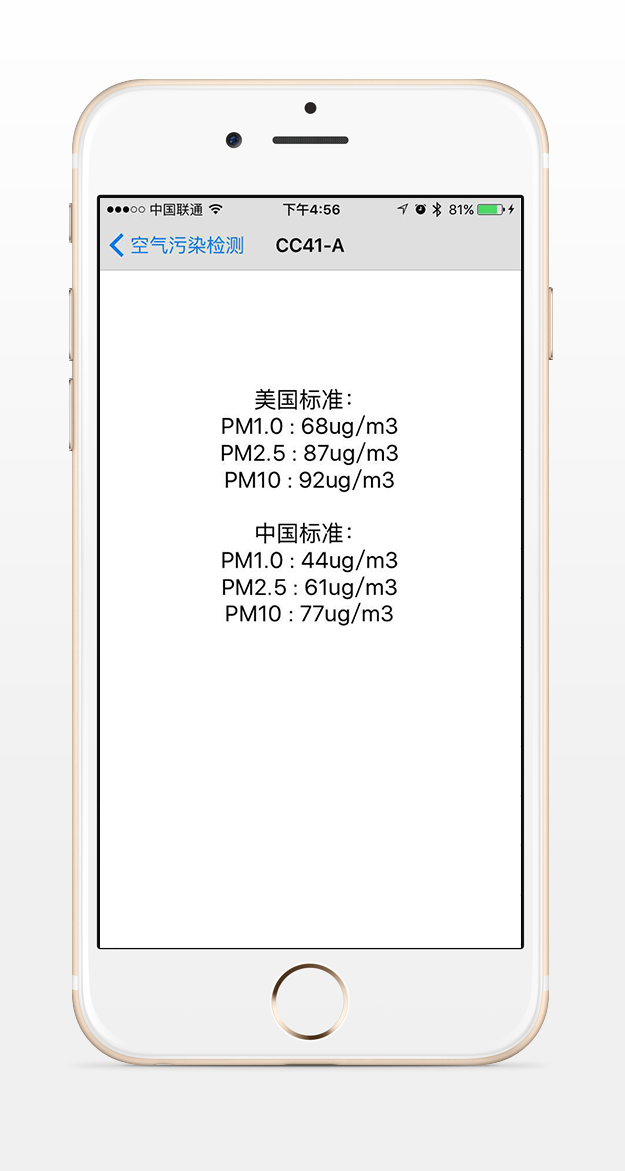 中国联通 下午4:56 81%
空气污染检测 CC41-A
美国标准：
PM1.0 : 68ug/m3
PM2.5 : 87ug/m3
PM10 : 92ug/m3
中国标准：
PM1.0 : 44ug/m3
PM2.5 : 61ug/m3
PM10 : 77ug/m3